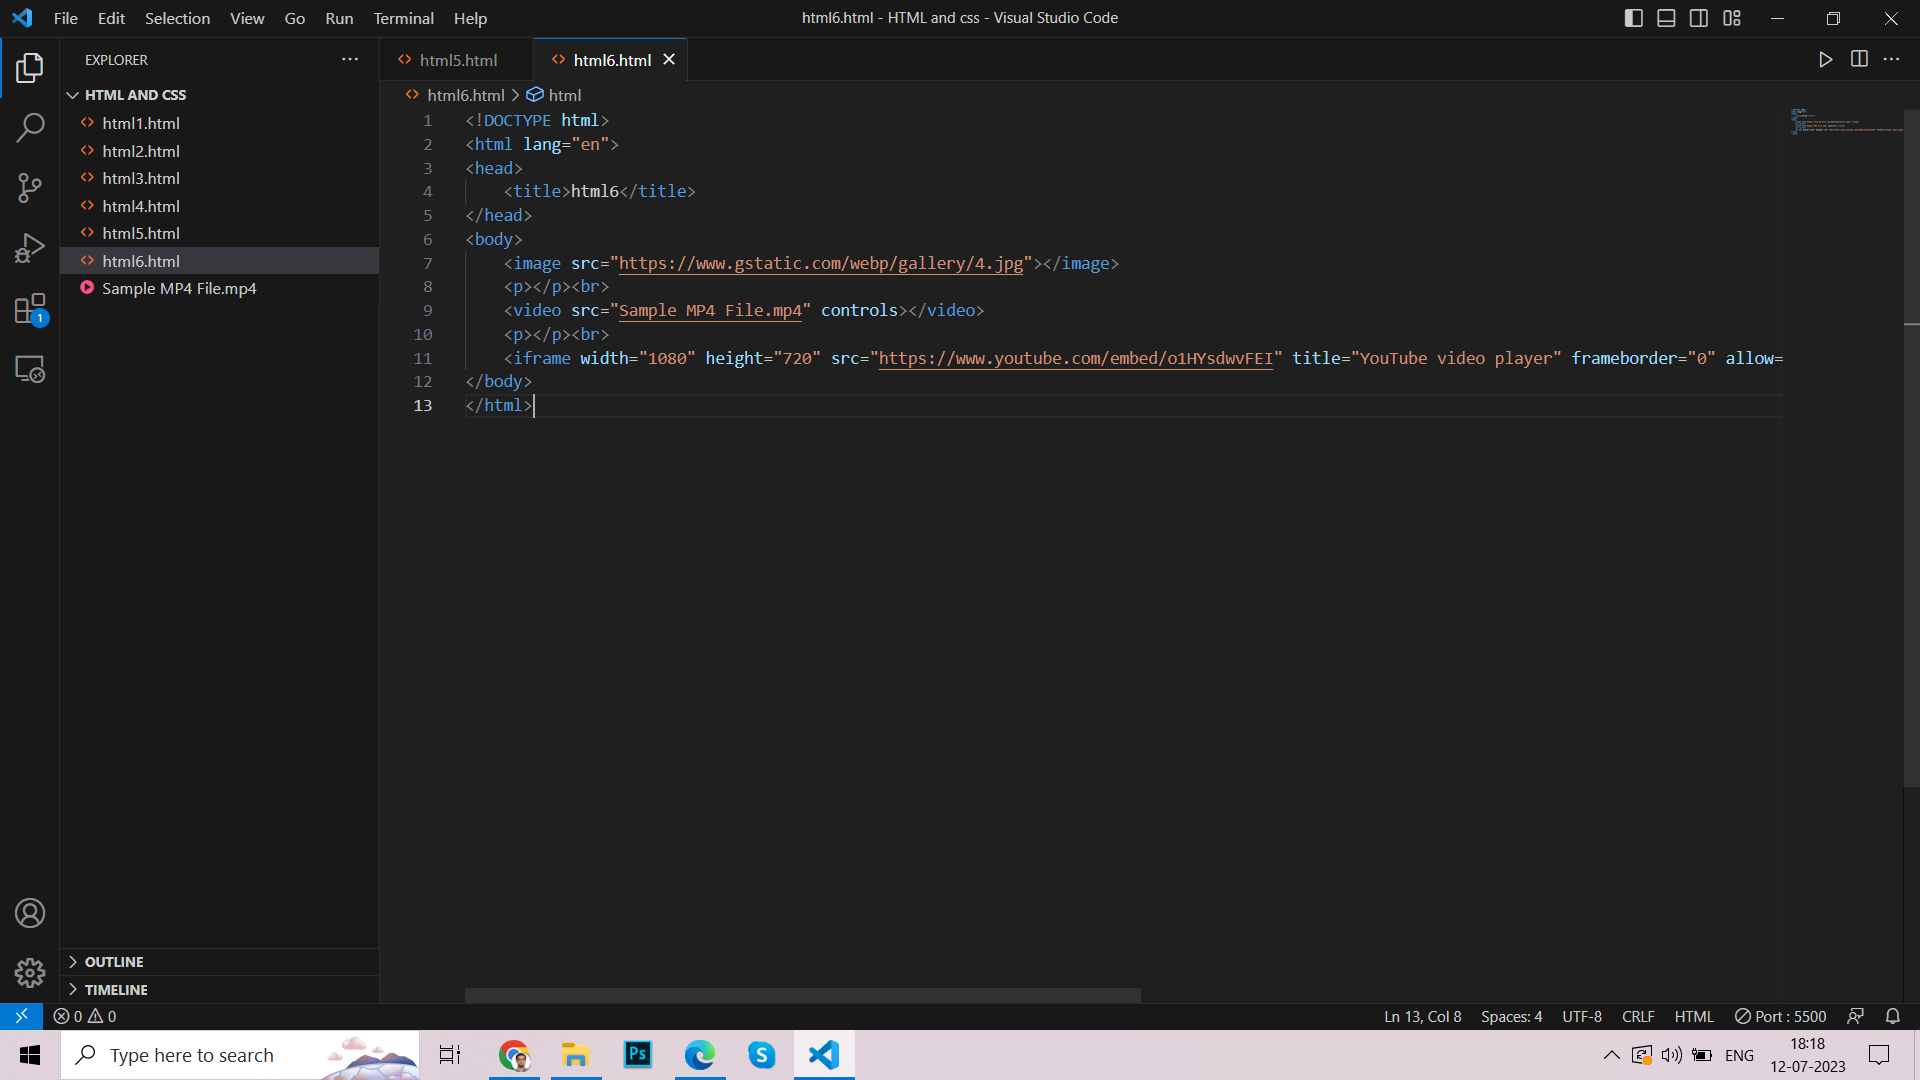 File Edit Selection View Go Run Terminal Help
html6.html - HTML and css - Visual Studio Code
EXPLORER
HTML AND CSS
html1.html
html2.html
html3.html
html4.html
html5.html
html6.html
Sample MP4 File.mp4
OUTLINE
TIMELINE
html5.html
html6.html
html6.html > html
1 <!DOCTYPE html>
2 <html lang="en">
3 <head>
4 <title>html6</title>
5 </head>
6 <body>
7 <image src="https://www.gstatic.com/webp/gallery/4.jpg"></image>
8 <p></p><br>
9 <video src="Sample MP4 File.mp4" controls></video>
10 <p></p><br>
11 <iframe width="1080" height="720" src="https://www.youtube.com/embed/o1HYsdwvFEI" title="YouTube video player" frameborder="0" allow=
12 </body>
13 </html>
1
0 0
Ln 13, Col 8 Spaces: 4 UTF-8 CRLF HTML Port : 5500
Type here to search
Ps
S
ENG
18:18
12-07-2023